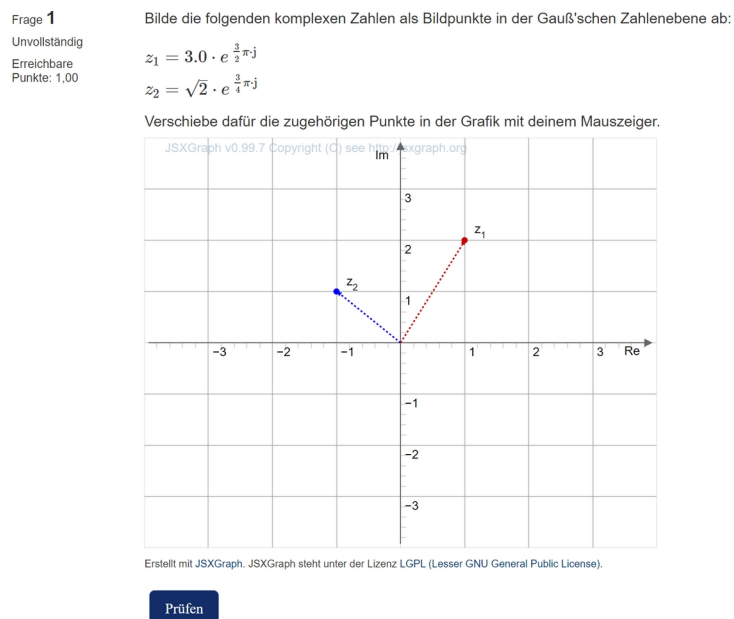 Frage 1
Unvollständig
Erreichbare
Punkte: 1,00
Bilde die folgenden komplexen Zahlen als Bildpunkte in der Gauß'schen Zahlenebene ab:
z₁ = 3.0 · e^(3/2 π·j)
z₂ = √2 · e^(3/4 π·j)
Verschiebe dafür die zugehörigen Punkte in der Grafik mit deinem Mauszeiger.
JSXGraph v0.99.7 Copyright (C) see http://jsxgraph.org
Im
3
z₁
2
z₂
1
−3 −2 −1 1 2 3 Re
−1
−2
−3
Erstellt mit JSXGraph. JSXGraph steht unter der Lizenz LGPL (Lesser GNU General Public License).
Prüfen